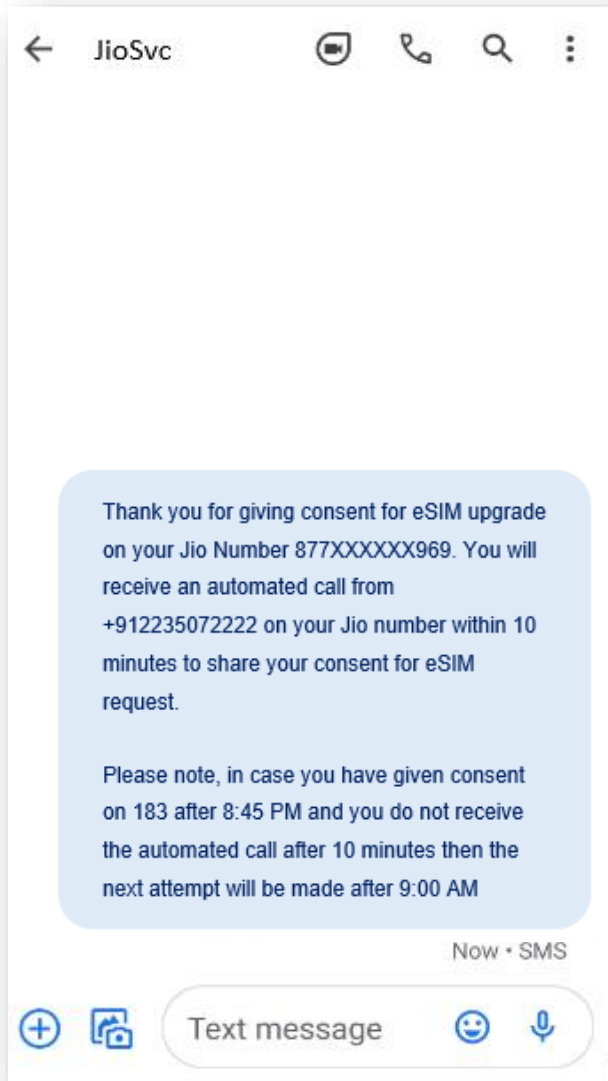 JioSvc
Thank you for giving consent for eSIM upgrade
on your Jio Number 877XXXXXX969. You will
receive an automated call from
+912235072222 on your Jio number within 10
minutes to share your consent for eSIM
request.
Please note, in case you have given consent
on 183 after 8:45 PM and you do not receive
the automated call after 10 minutes then the
next attempt will be made after 9:00 AM
Now • SMS
Text message